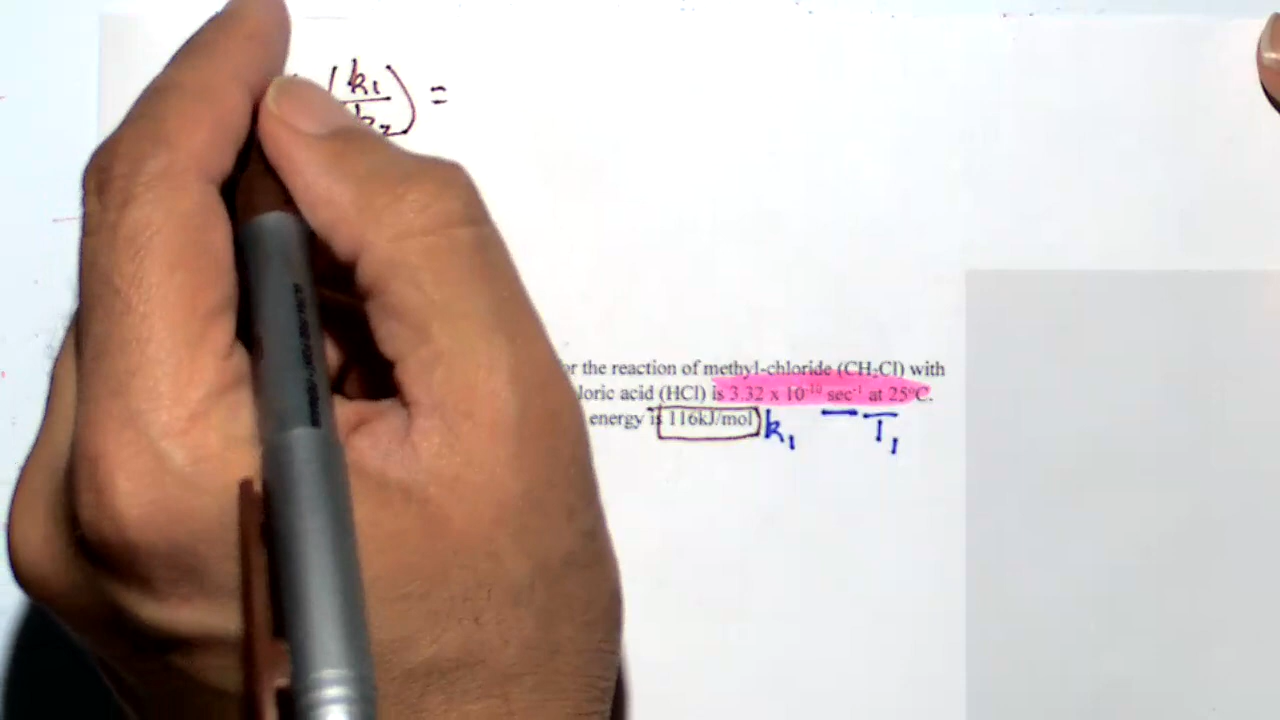 (k₁/k₂) =
or the reaction of methyl-chloride (CH₃Cl) with
loric acid (HCl) is 3.32 x 10⁻¹⁰ sec⁻¹ at 25°C.
energy is 116kJ/mol k₁ T₁